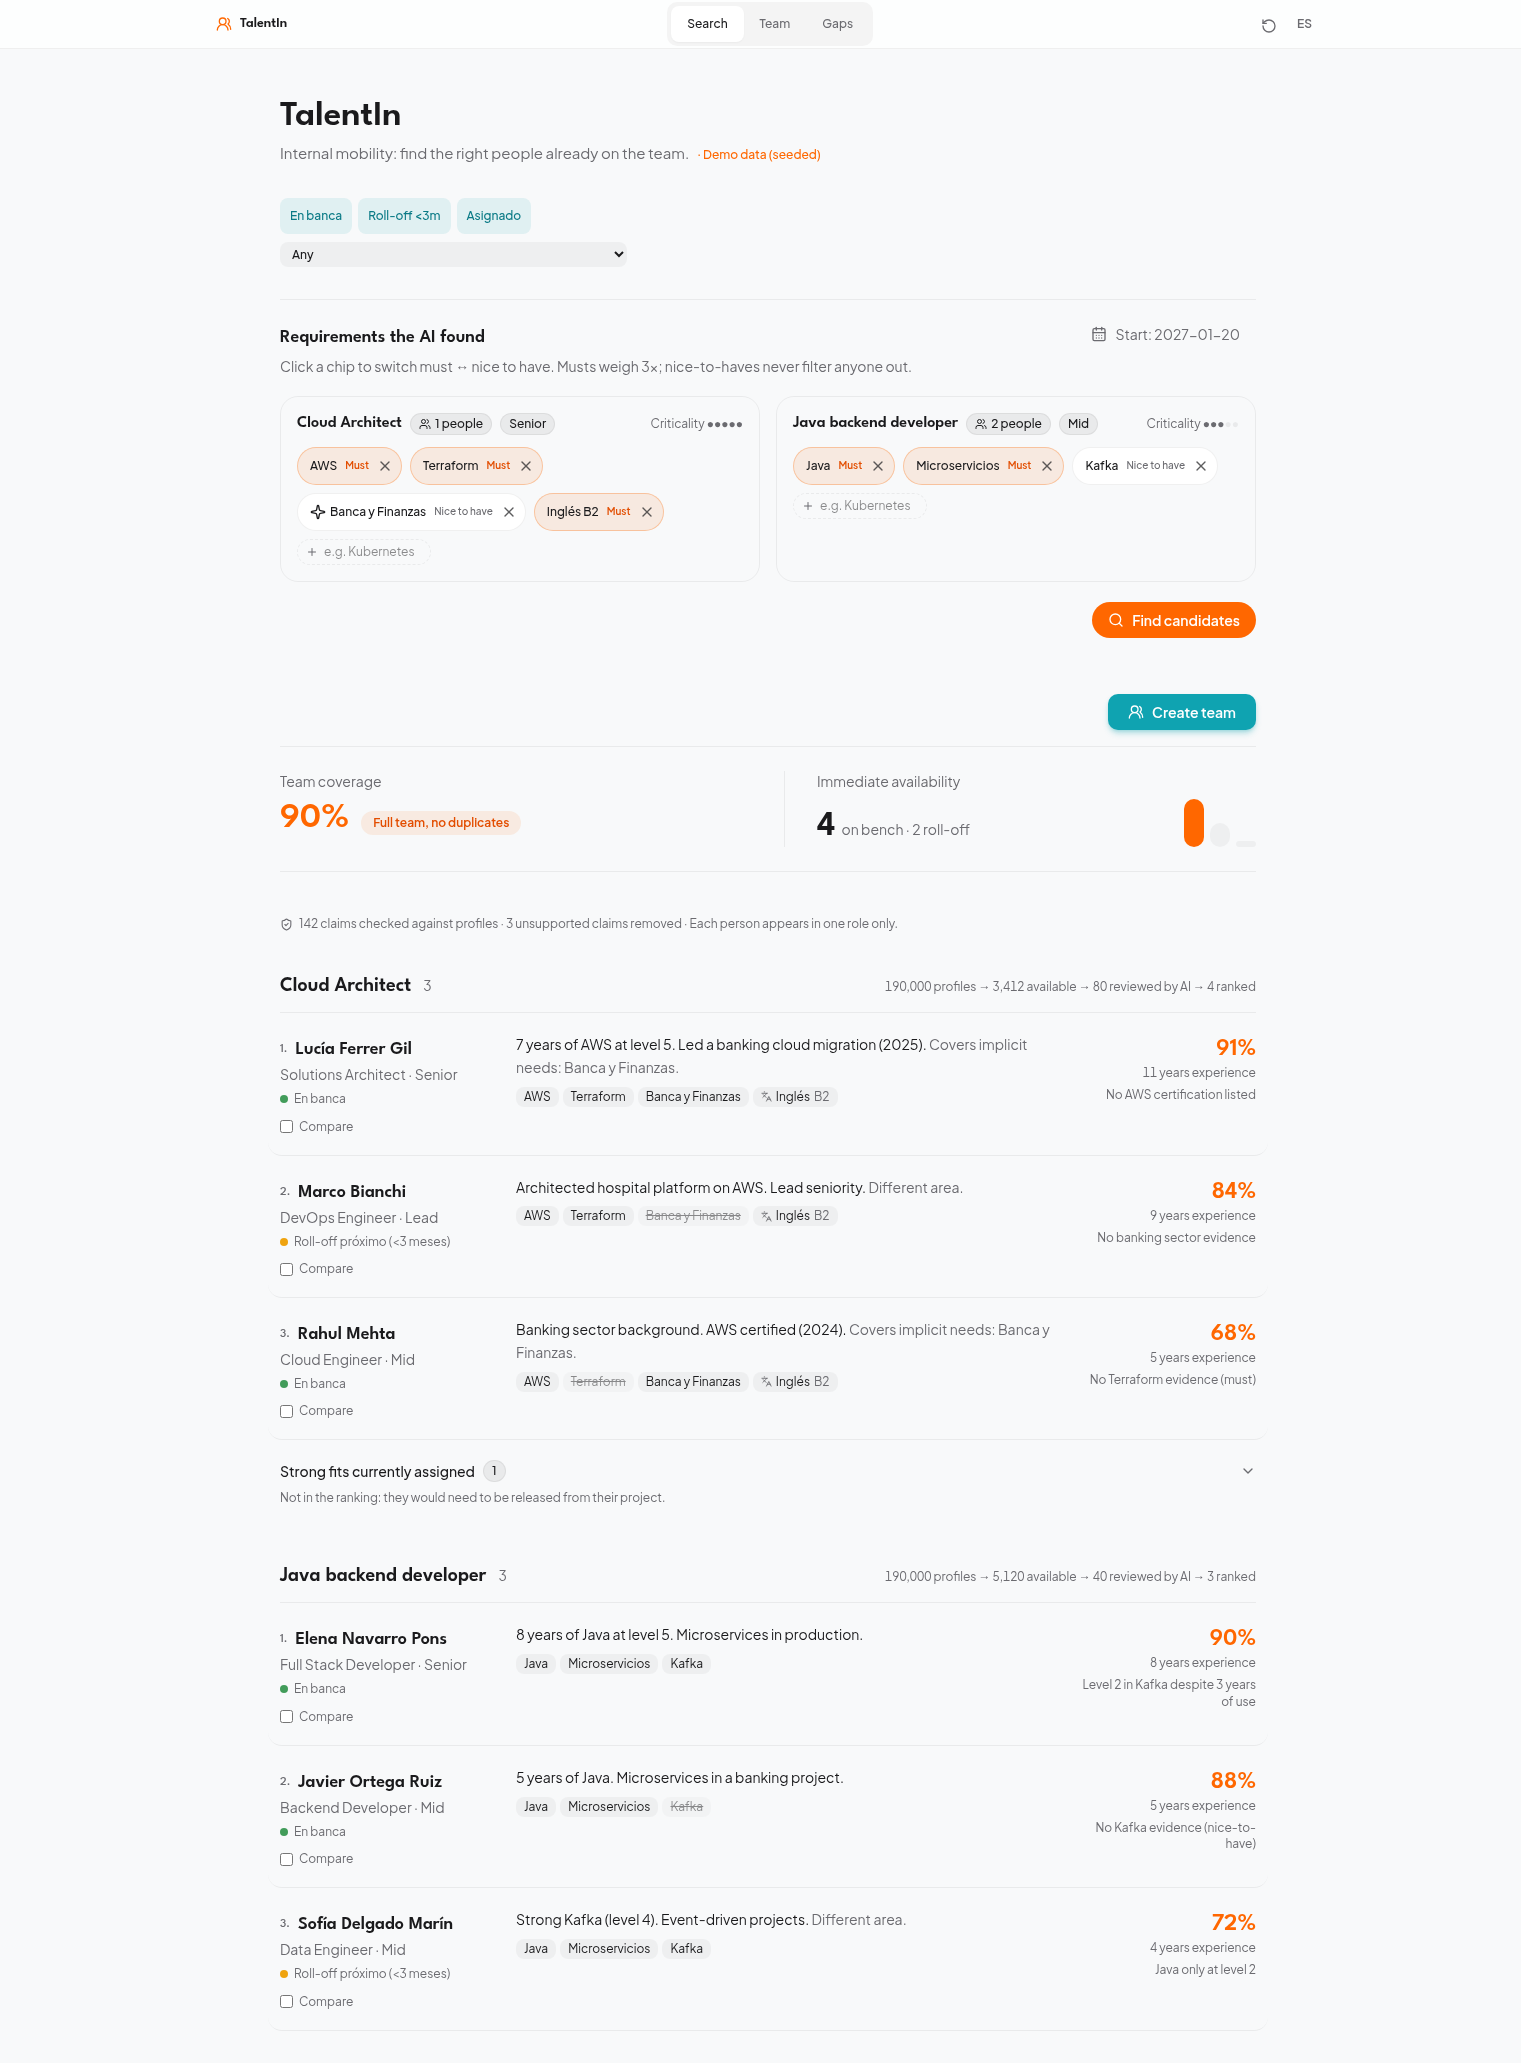 TalentIn
Search
Team
Gaps
ES
TalentIn
Internal mobility: find the right people already on the team. · Demo data (seeded)
En banca
Roll-off <3m
Asignado
Any
Requirements the AI found
Start: 2027-01-20
Click a chip to switch must ↔ nice to have. Musts weigh 3×; nice-to-haves never filter anyone out.
Cloud Architect 1 people Senior Criticality ●●●●●
AWS Must × Terraform Must ×
Banca y Finanzas Nice to have × Inglés B2 Must ×
+ e.g. Kubernetes
Java backend developer 2 people Mid Criticality ●●●●●
Java Must × Microservicios Must × Kafka Nice to have ×
+ e.g. Kubernetes
Find candidates
Create team
Team coverage
90% Full team, no duplicates
Immediate availability
4 on bench · 2 roll-off
142 claims checked against profiles · 3 unsupported claims removed · Each person appears in one role only.
Cloud Architect 3
190,000 profiles → 3,412 available → 80 reviewed by AI → 4 ranked
1. Lucía Ferrer Gil
Solutions Architect · Senior
En banca
Compare
7 years of AWS at level 5. Led a banking cloud migration (2025). Covers implicit
needs: Banca y Finanzas.
AWS Terraform Banca y Finanzas Inglés B2
91%
11 years experience
No AWS certification listed
2. Marco Bianchi
DevOps Engineer · Lead
Roll-off próximo (<3 meses)
Compare
Architected hospital platform on AWS. Lead seniority. Different area.
AWS Terraform Banca y Finanzas Inglés B2
84%
9 years experience
No banking sector evidence
3. Rahul Mehta
Cloud Engineer · Mid
En banca
Compare
Banking sector background. AWS certified (2024). Covers implicit needs: Banca y
Finanzas.
AWS Terraform Banca y Finanzas Inglés B2
68%
5 years experience
No Terraform evidence (must)
Strong fits currently assigned 1
Not in the ranking: they would need to be released from their project.
Java backend developer 3
190,000 profiles → 5,120 available → 40 reviewed by AI → 3 ranked
1. Elena Navarro Pons
Full Stack Developer · Senior
En banca
Compare
8 years of Java at level 5. Microservices in production.
Java Microservicios Kafka
90%
8 years experience
Level 2 in Kafka despite 3 years
of use
2. Javier Ortega Ruiz
Backend Developer · Mid
En banca
Compare
5 years of Java. Microservices in a banking project.
Java Microservicios Kafka
88%
5 years experience
No Kafka evidence (nice-to-
have)
3. Sofía Delgado Marín
Data Engineer · Mid
Roll-off próximo (<3 meses)
Compare
Strong Kafka (level 4). Event-driven projects. Different area.
Java Microservicios Kafka
72%
4 years experience
Java only at level 2